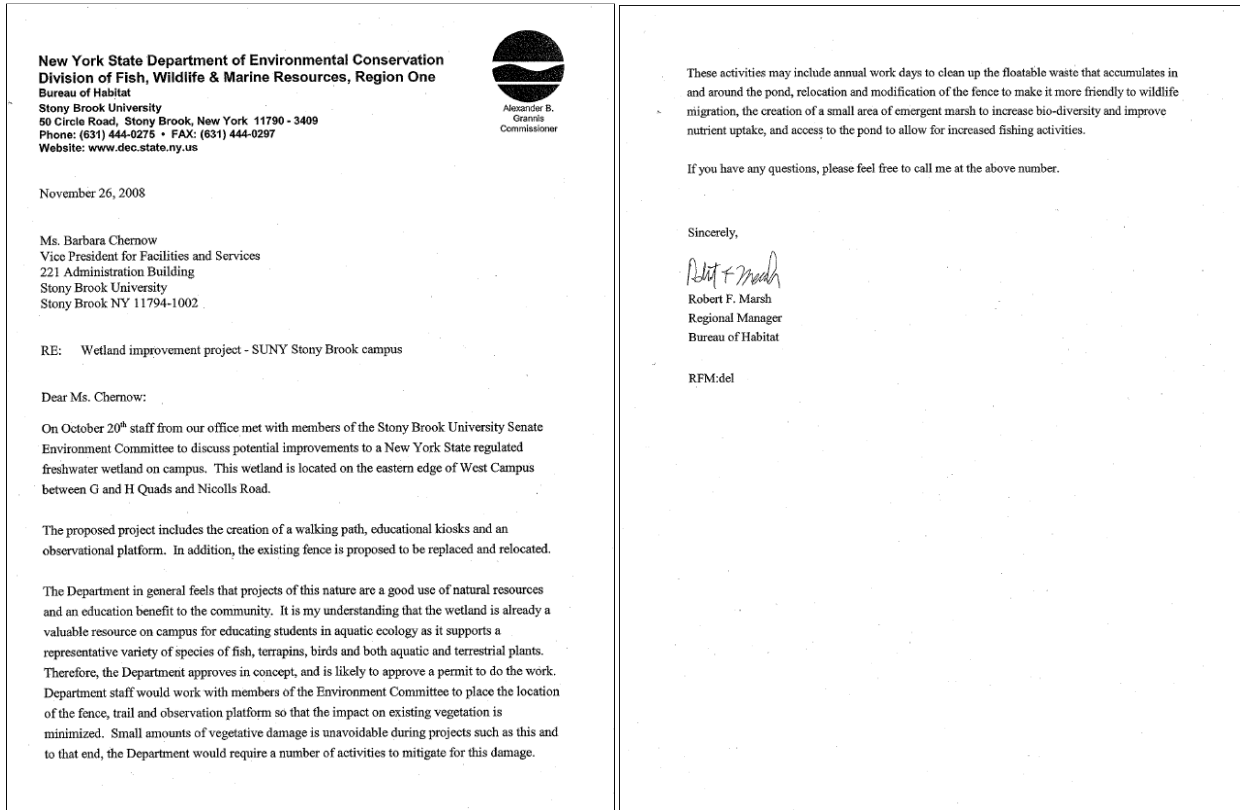 New York State Department of Environmental Conservation
Division of Fish, Wildlife & Marine Resources, Region One
Bureau of Habitat
Stony Brook University
50 Circle Road, Stony Brook, New York 11790 - 3409
Phone: (631) 444-0275 • FAX: (631) 444-0297
Website: www.dec.state.ny.us
Alexander B.
Grannis
Commissioner
November 26, 2008
Ms. Barbara Chernow
Vice President for Facilities and Services
221 Administration Building
Stony Brook University
Stony Brook NY 11794-1002
RE: Wetland improvement project - SUNY Stony Brook campus
Dear Ms. Chernow:
On October 20th staff from our office met with members of the Stony Brook University Senate
Environment Committee to discuss potential improvements to a New York State regulated
freshwater wetland on campus. This wetland is located on the eastern edge of West Campus
between G and H Quads and Nicolls Road.
The proposed project includes the creation of a walking path, educational kiosks and an
observational platform. In addition, the existing fence is proposed to be replaced and relocated.
The Department in general feels that projects of this nature are a good use of natural resources
and an education benefit to the community. It is my understanding that the wetland is already a
valuable resource on campus for educating students in aquatic ecology as it supports a
representative variety of species of fish, terrapins, birds and both aquatic and terrestrial plants.
Therefore, the Department approves in concept, and is likely to approve a permit to do the work.
Department staff would work with members of the Environment Committee to place the location
of the fence, trail and observation platform so that the impact on existing vegetation is
minimized. Small amounts of vegetative damage is unavoidable during projects such as this and
to that end, the Department would require a number of activities to mitigate for this damage.
These activities may include annual work days to clean up the floatable waste that accumulates in
and around the pond, relocation and modification of the fence to make it more friendly to wildlife
migration, the creation of a small area of emergent marsh to increase bio-diversity and improve
nutrient uptake, and access to the pond to allow for increased fishing activities.
If you have any questions, please feel free to call me at the above number.
Sincerely,
Robert F Marsh
Robert F. Marsh
Regional Manager
Bureau of Habitat
RFM:del